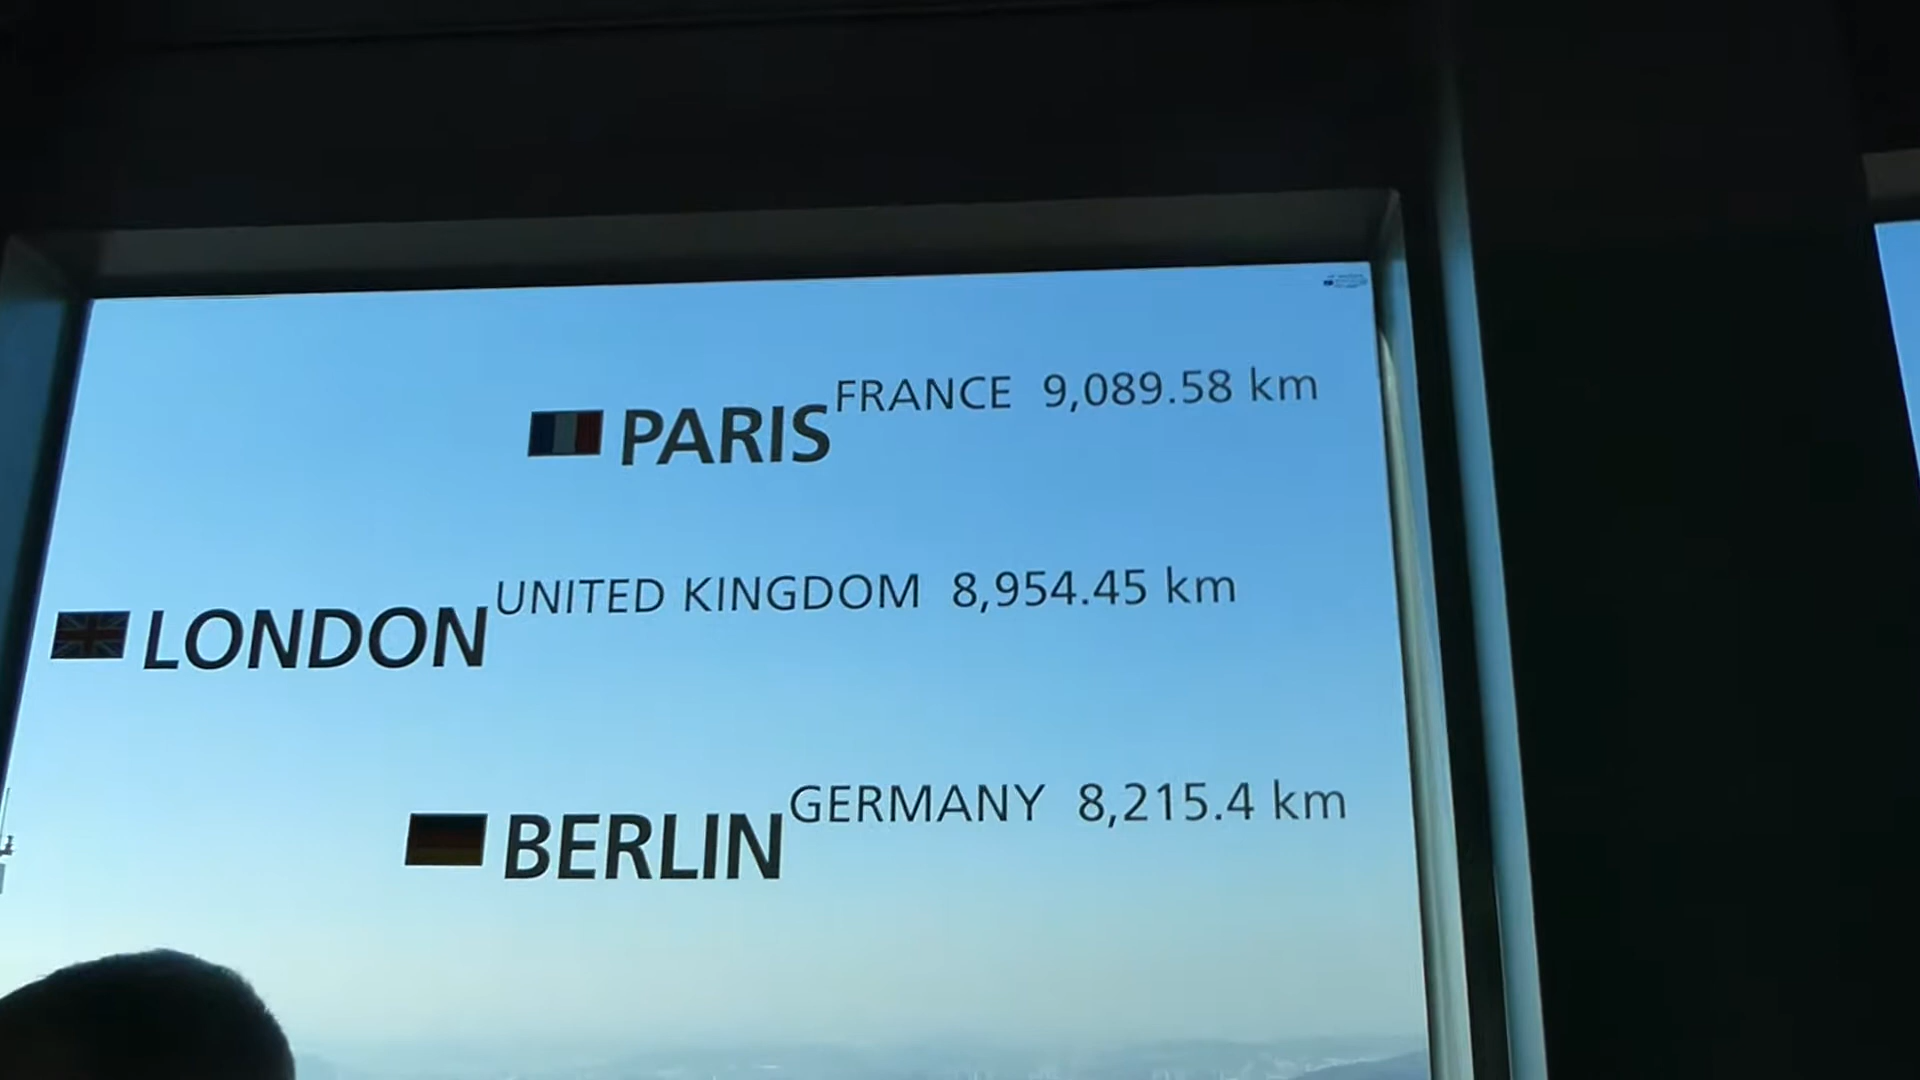 PARIS FRANCE 9,089.58 km
LONDON UNITED KINGDOM 8,954.45 km
BERLIN GERMANY 8,215.4 km